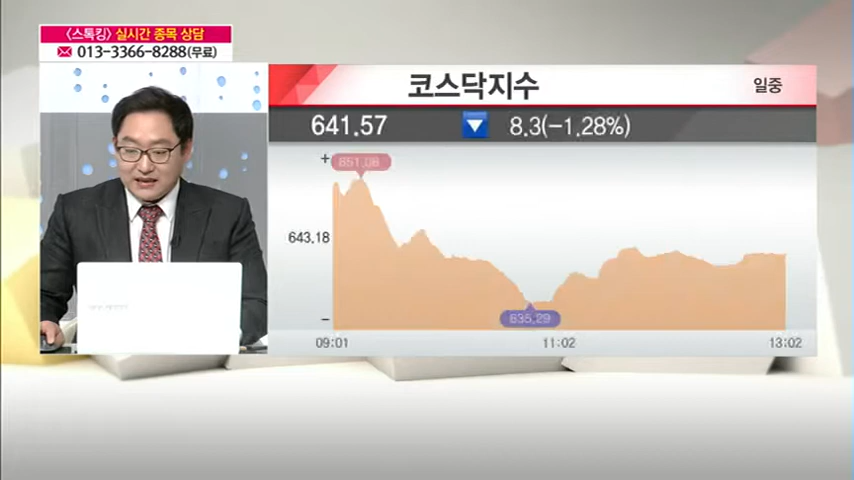 <스톡킹> 실시간 종목 상담
013-3366-8288(무료)
코스닥지수
일중
641.57 ▼ 8.3(-1.28%)
+
651.08
643.18
635.29
-
09:01 11:02 13:02